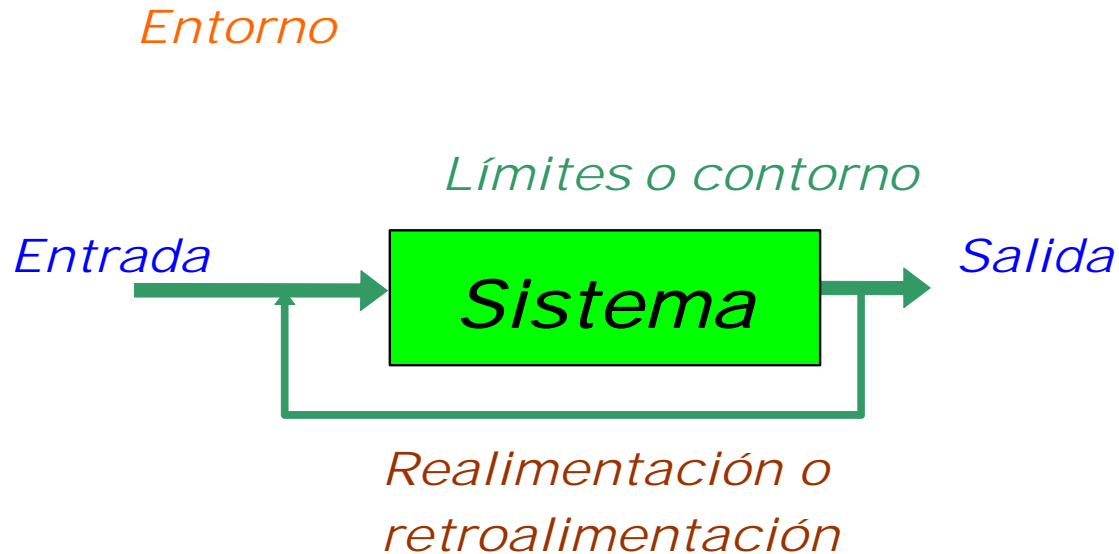 Entorno
Límites o contorno
Entrada
Sistema
Salida
Realimentación o
retroalimentación